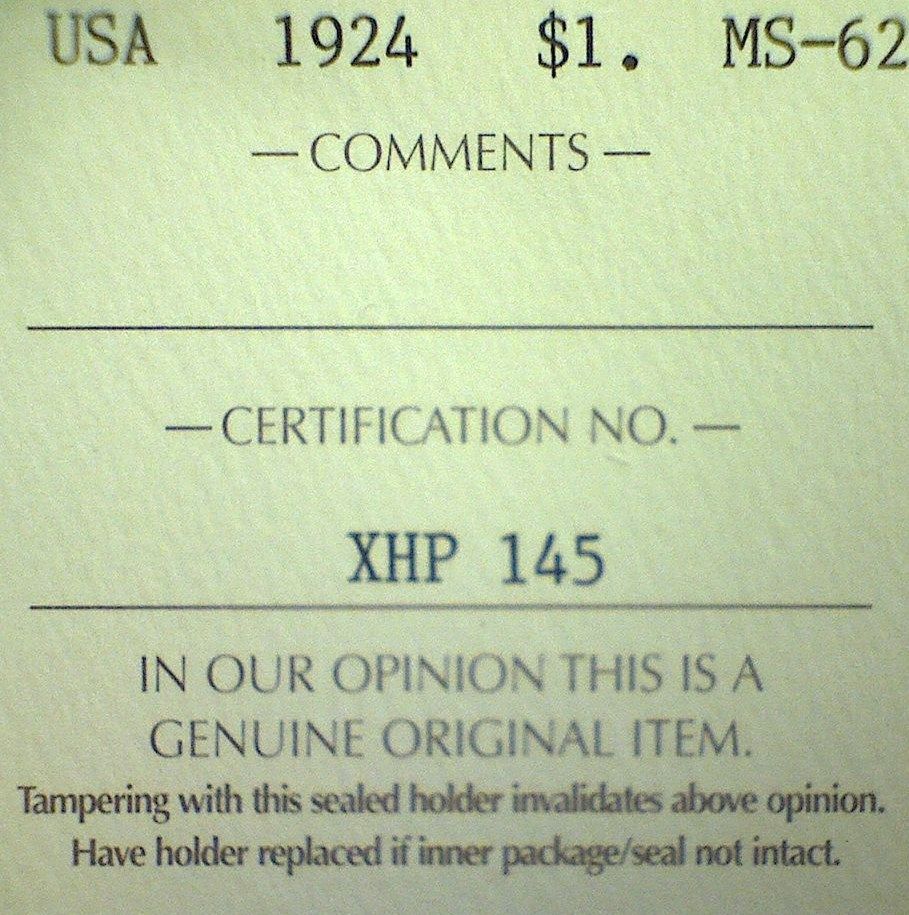 USA 1924 $1. MS-62
— COMMENTS —
— CERTIFICATION NO. —
XHP 145
IN OUR OPINION THIS IS A
GENUINE ORIGINAL ITEM.
Tampering with this sealed holder invalidates above opinion.
Have holder replaced if inner package/seal not intact.